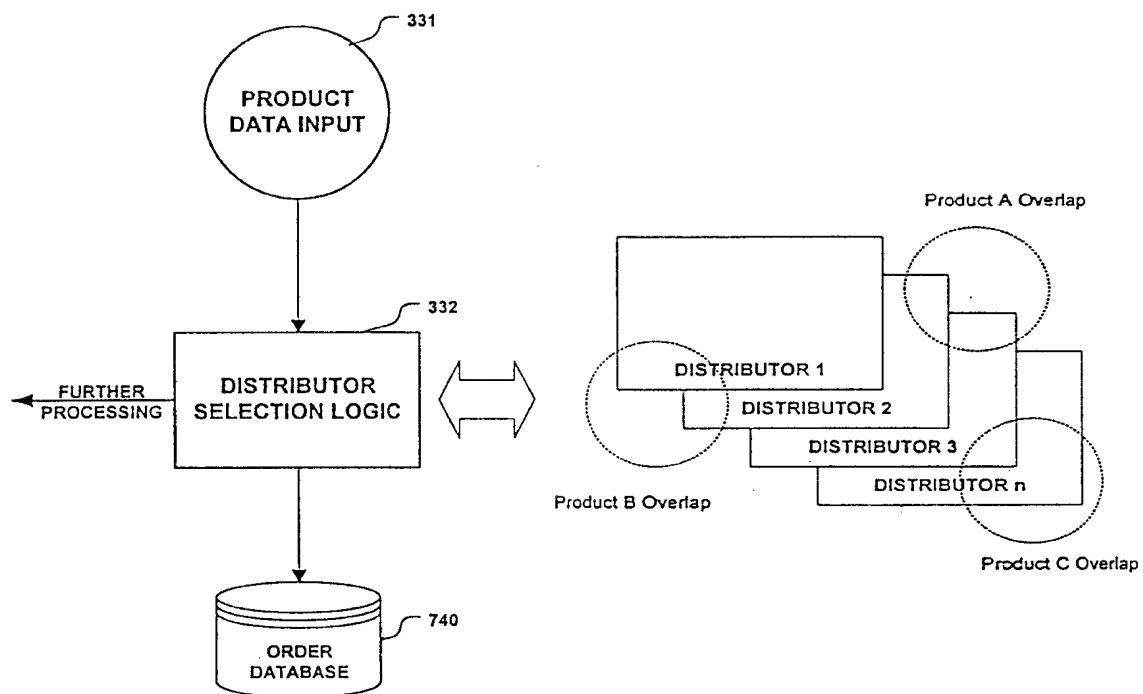 331
PRODUCT
DATA INPUT
Product A Overlap
332
DISTRIBUTOR
SELECTION LOGIC
FURTHER
PROCESSING
DISTRIBUTOR 1
DISTRIBUTOR 2
DISTRIBUTOR 3
DISTRIBUTOR n
Product B Overlap
Product C Overlap
740
ORDER
DATABASE